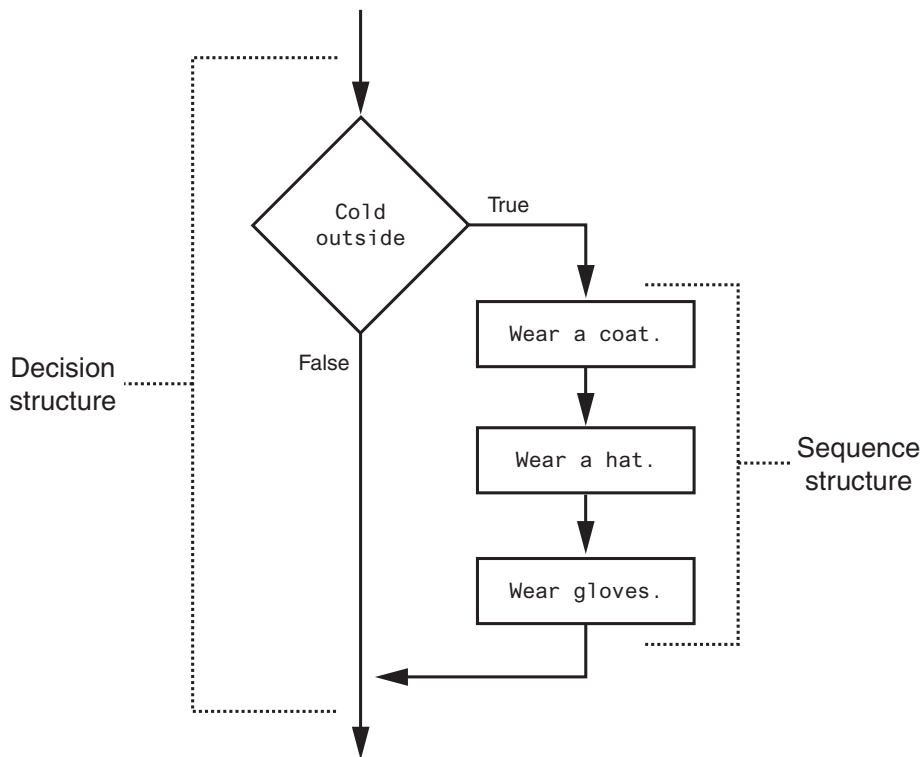 Cold
outside
True
Wear a coat.
False
Decision
structure
Wear a hat.
Sequence
structure
Wear gloves.